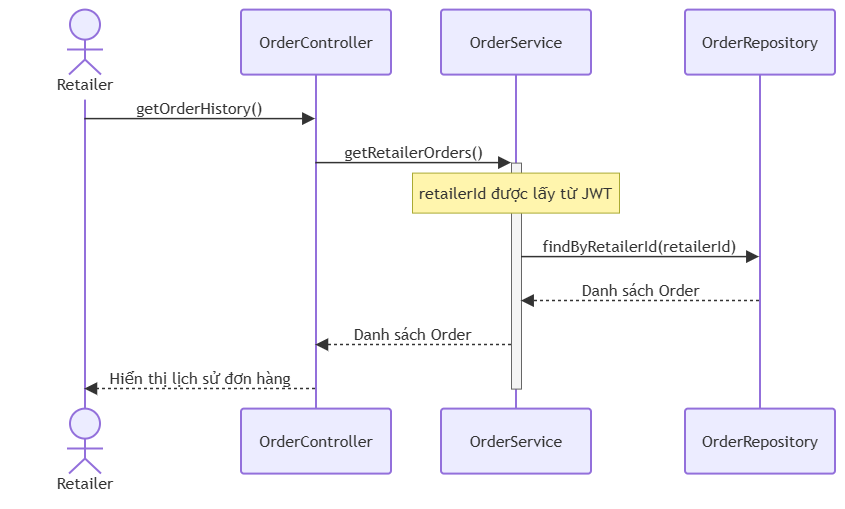 OrderController
OrderService
OrderRepository
Retailer
getOrderHistory()
getRetailerOrders()
retailerId được lấy từ JWT
findByRetailerId(retailerId)
Danh sách Order
Danh sách Order
Hiển thị lịch sử đơn hàng
OrderController
OrderService
OrderRepository
Retailer